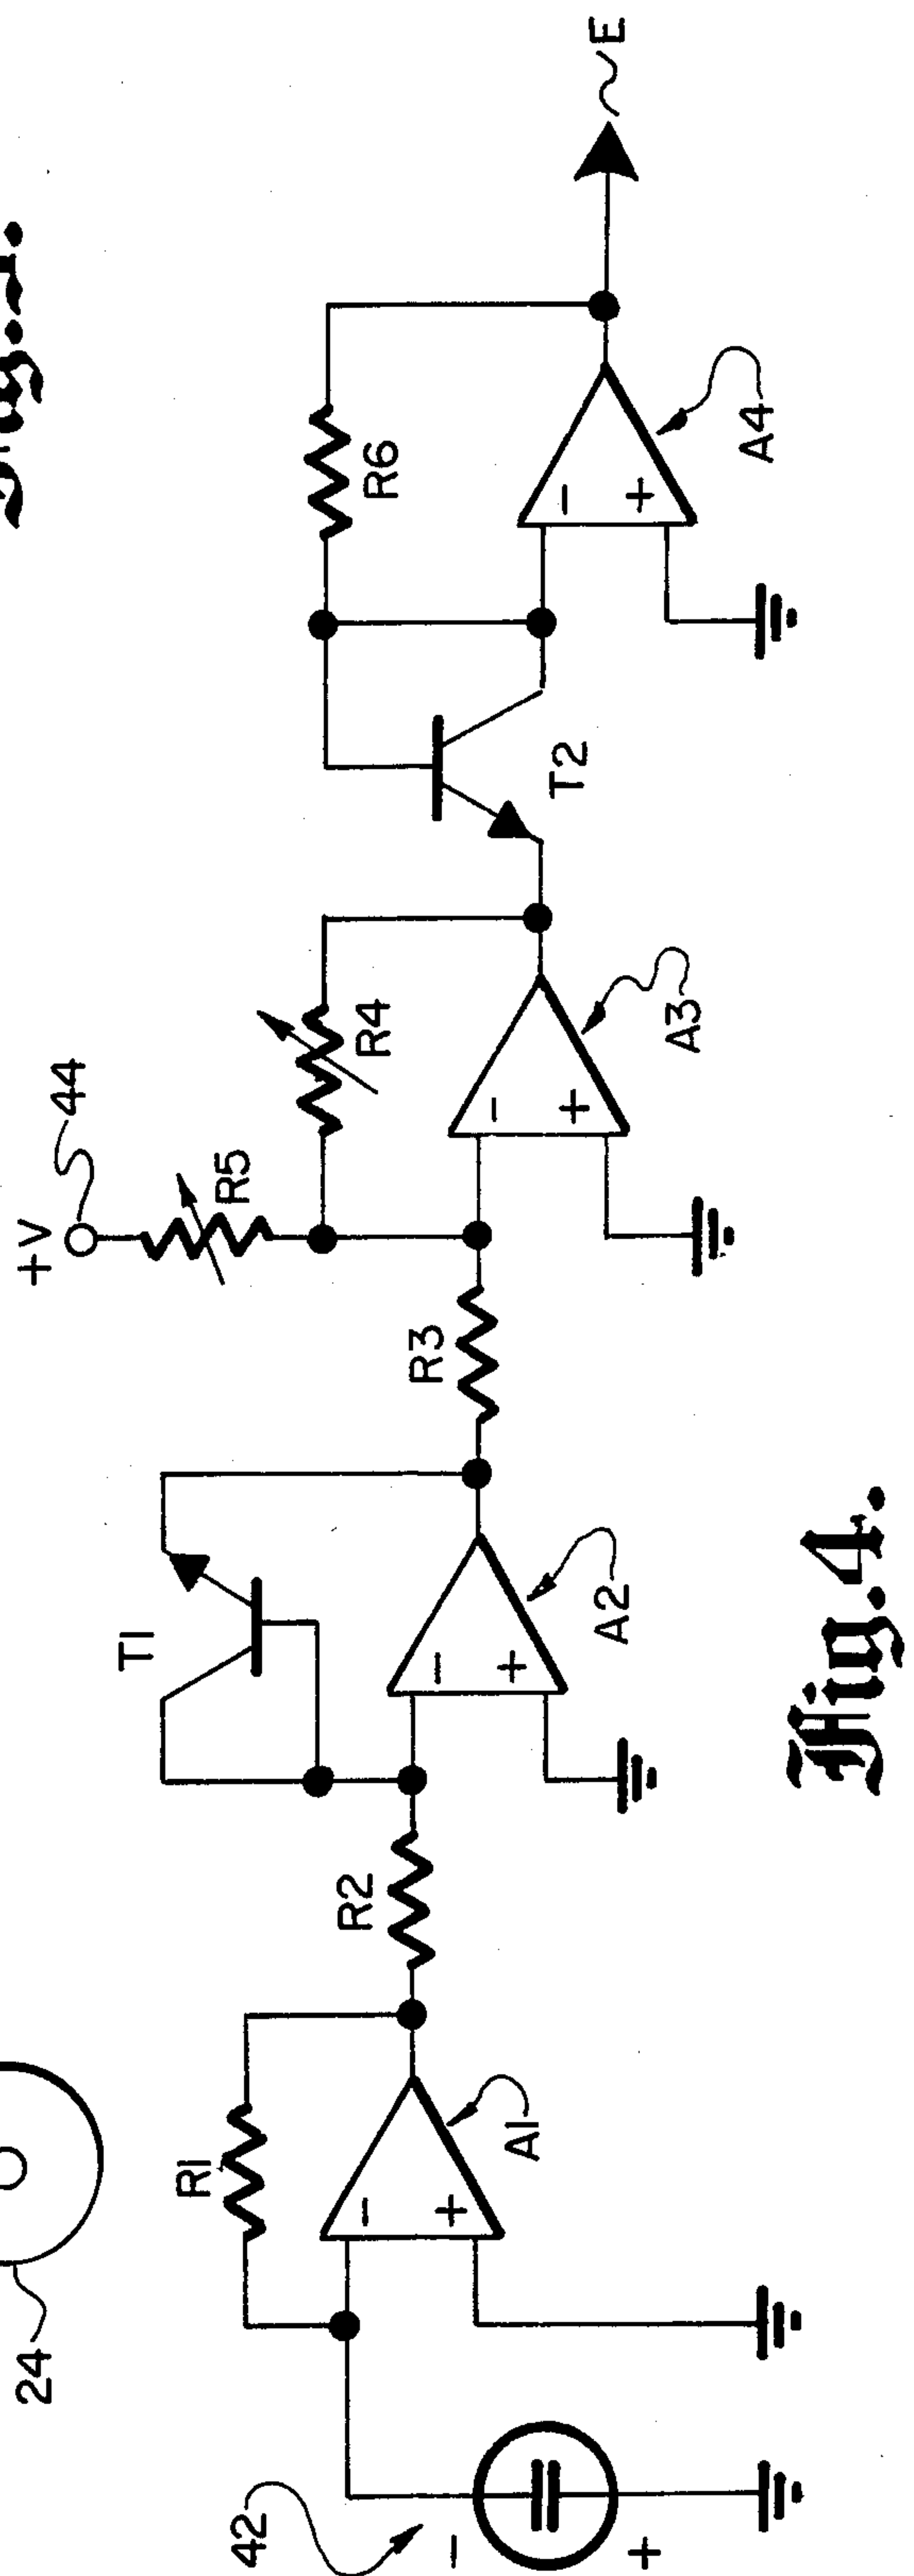 24
42
-
+
R1
-
+
A1
R2
T1
-
+
A2
R3
+V
44
R5
R4
-
+
A3
T2
R6
-
+
A4
E
Fig.4.